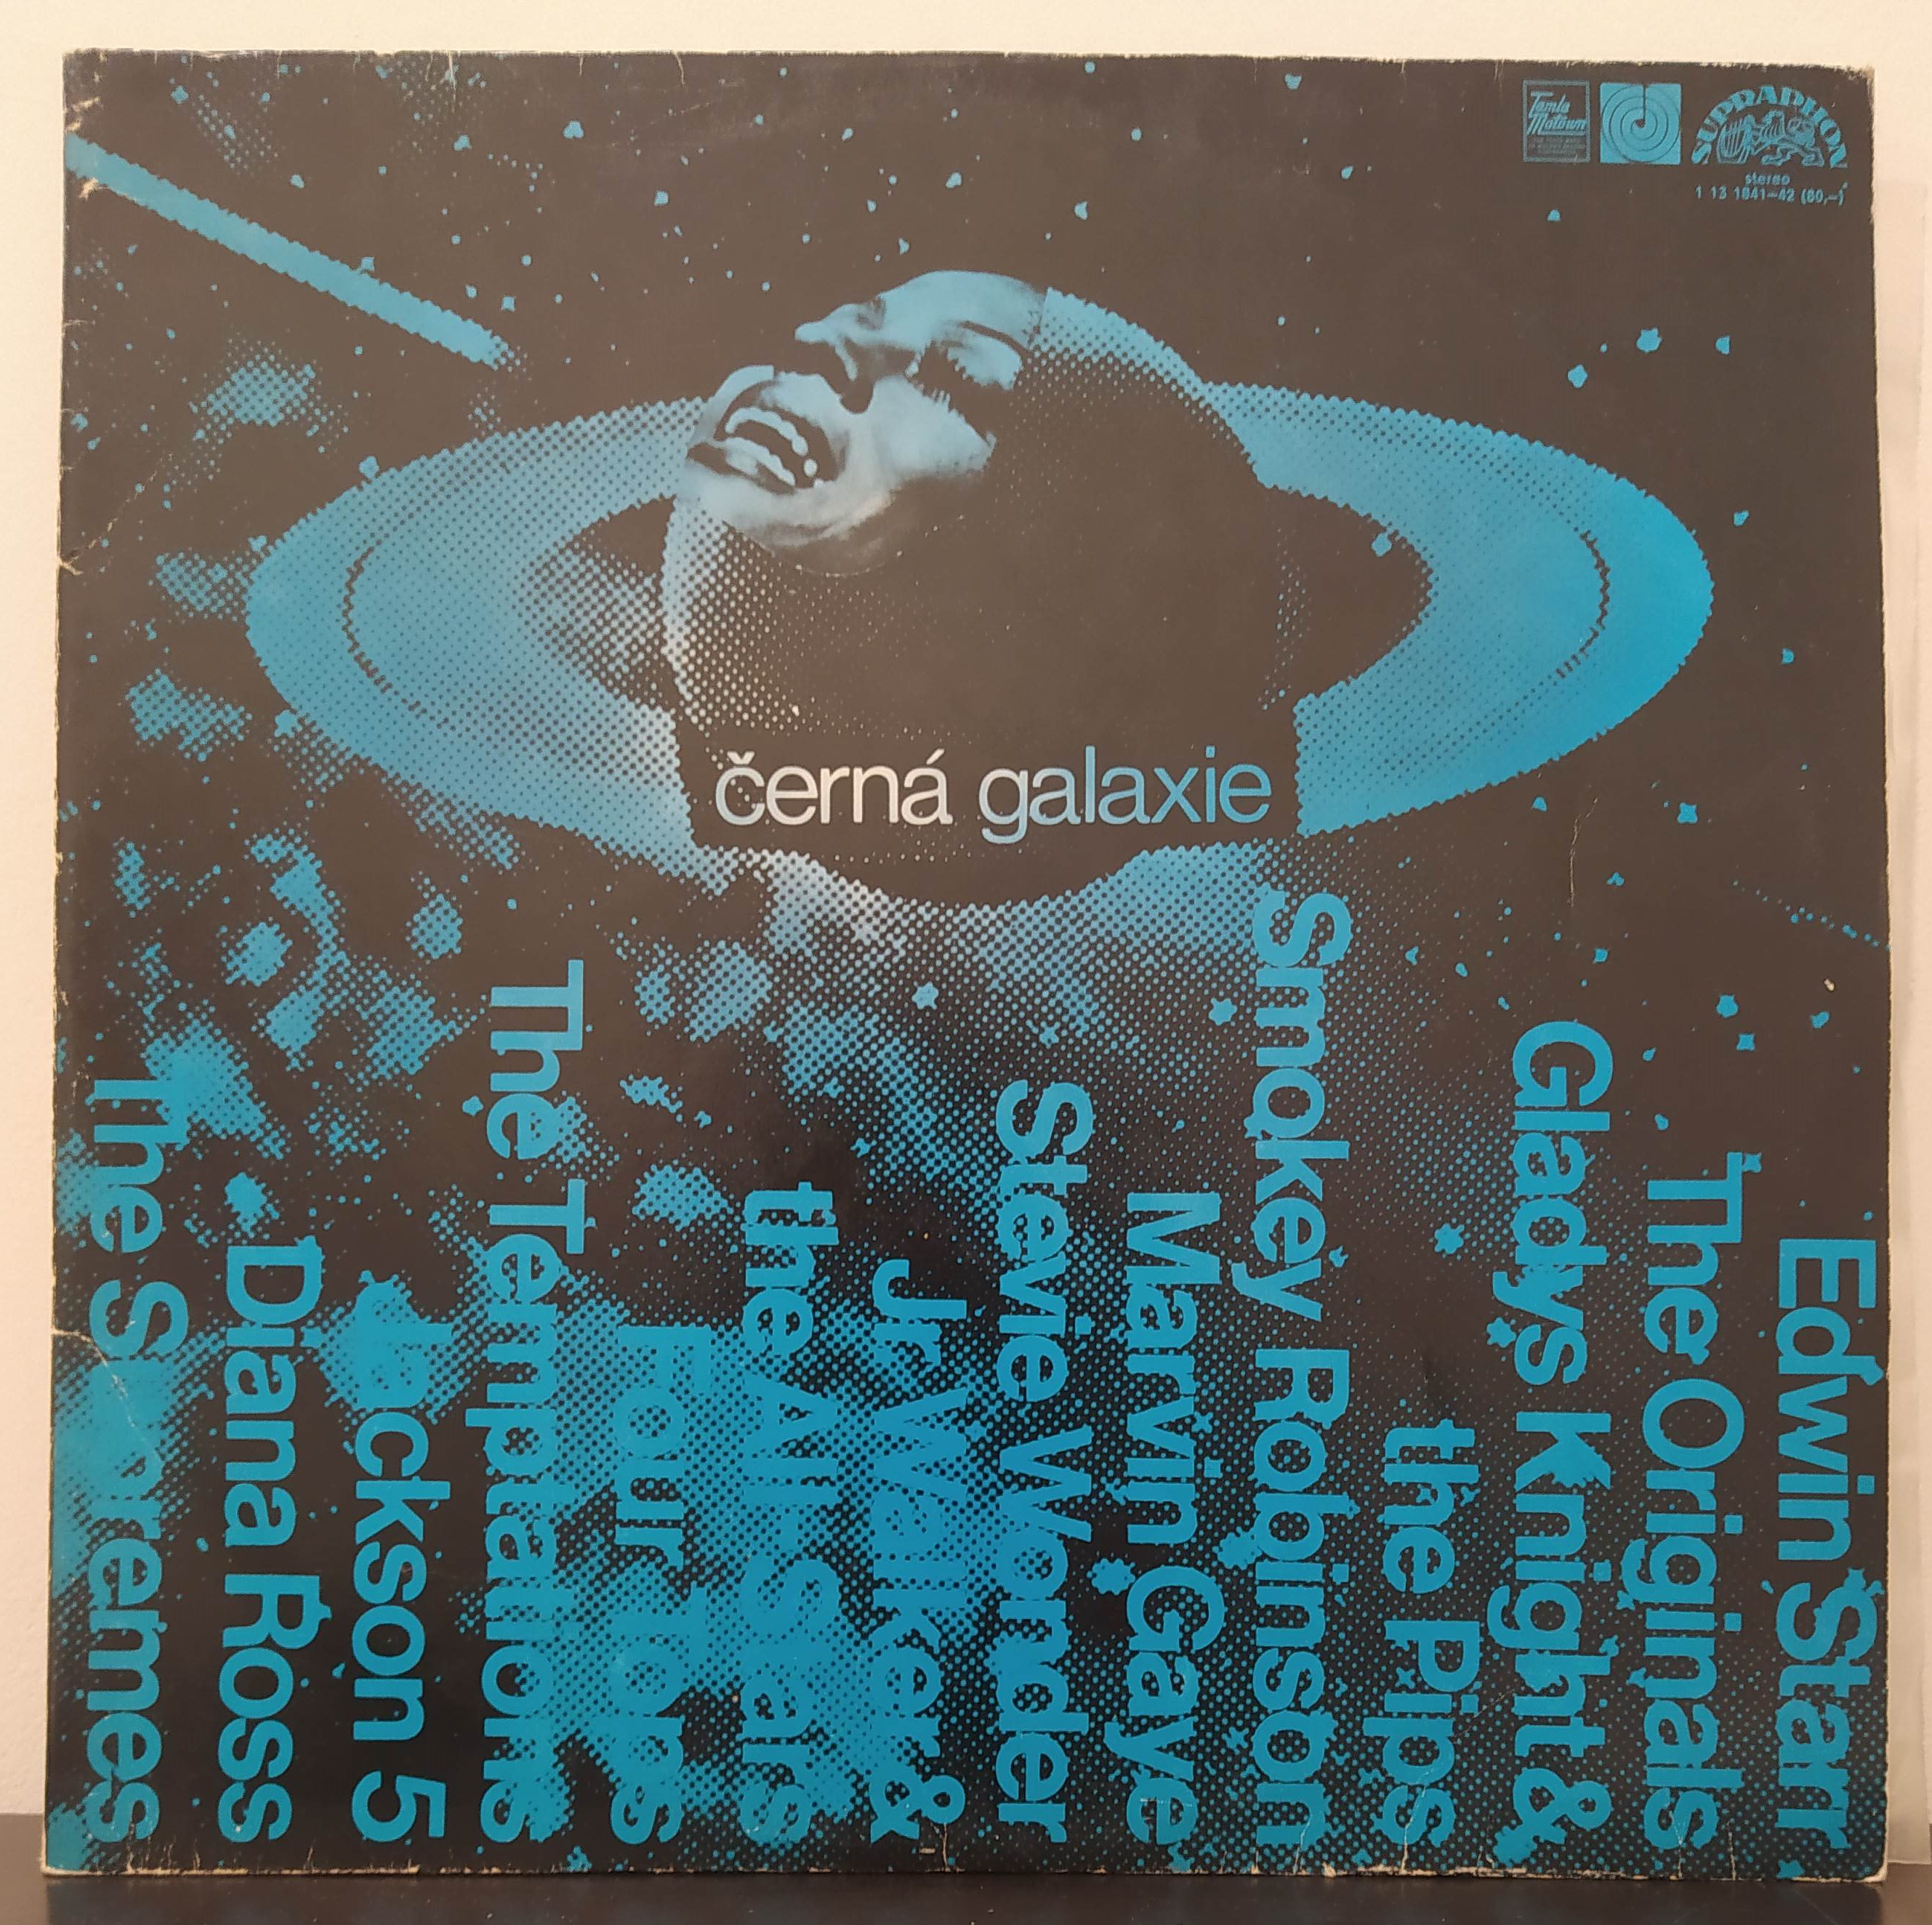 Tamla
Motown
SUPRAPHON
stereo
1 13 1841-42 (80,-)
černá galaxie
The Supremes
Diana Ross
Jackson 5
The Temptations
Four Tops
the All Stars
Jr. Walker &
Stevie Wonder
Marvin Gaye
Smokey Robinson
the Pips
Gladys Knight &
The Originals
Edwin Starr